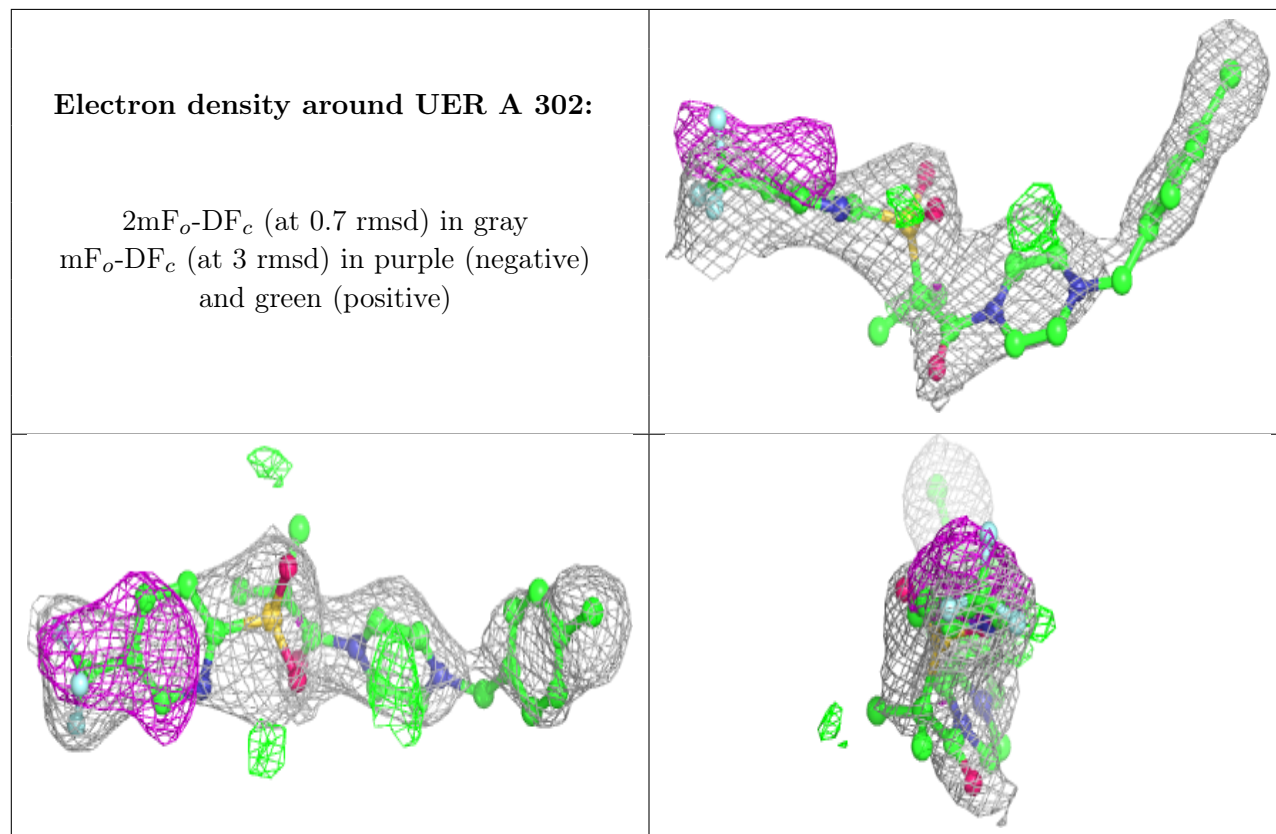 Electron density around UER A 302:
2mFo-DFc (at 0.7 rmsd) in gray
mFo-DFc (at 3 rmsd) in purple (negative)
and green (positive)